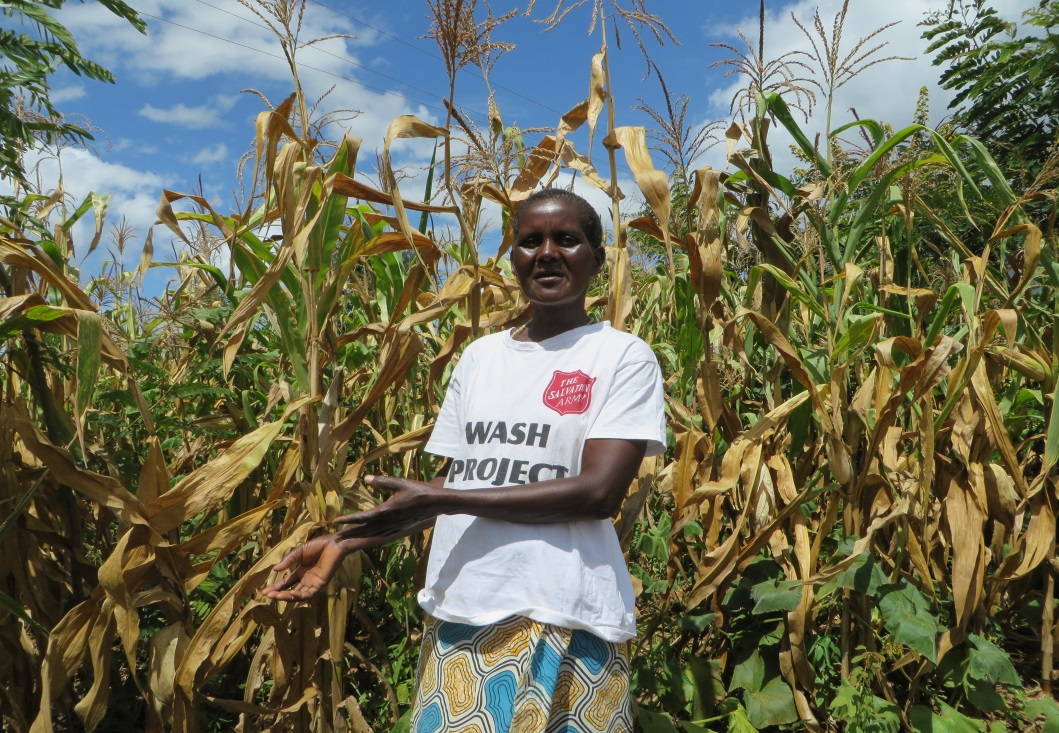 THE
SALVATION
ARMY
WASH
PROJECT